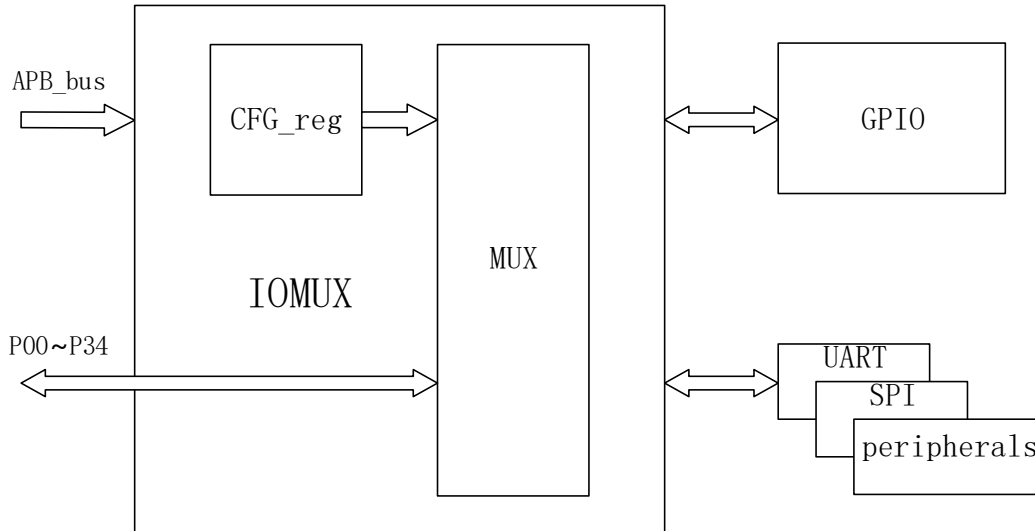 APB_bus
CFG_reg
GPIO
MUX
IOMUX
P00~P34
UART
SPI
peripherals